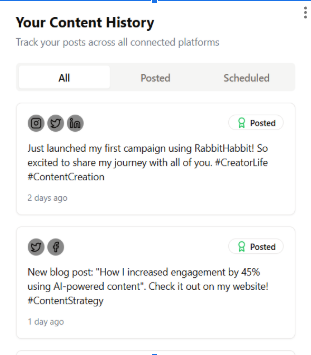 Your Content History
Track your posts across all connected platforms
All Posted Scheduled
Posted
Just launched my first campaign using RabbitHabbit! So
excited to share my journey with all of you. #CreatorLife
#ContentCreation
2 days ago
Posted
New blog post: "How I increased engagement by 45%
using AI-powered content". Check it out on my website!
#ContentStrategy
1 day ago